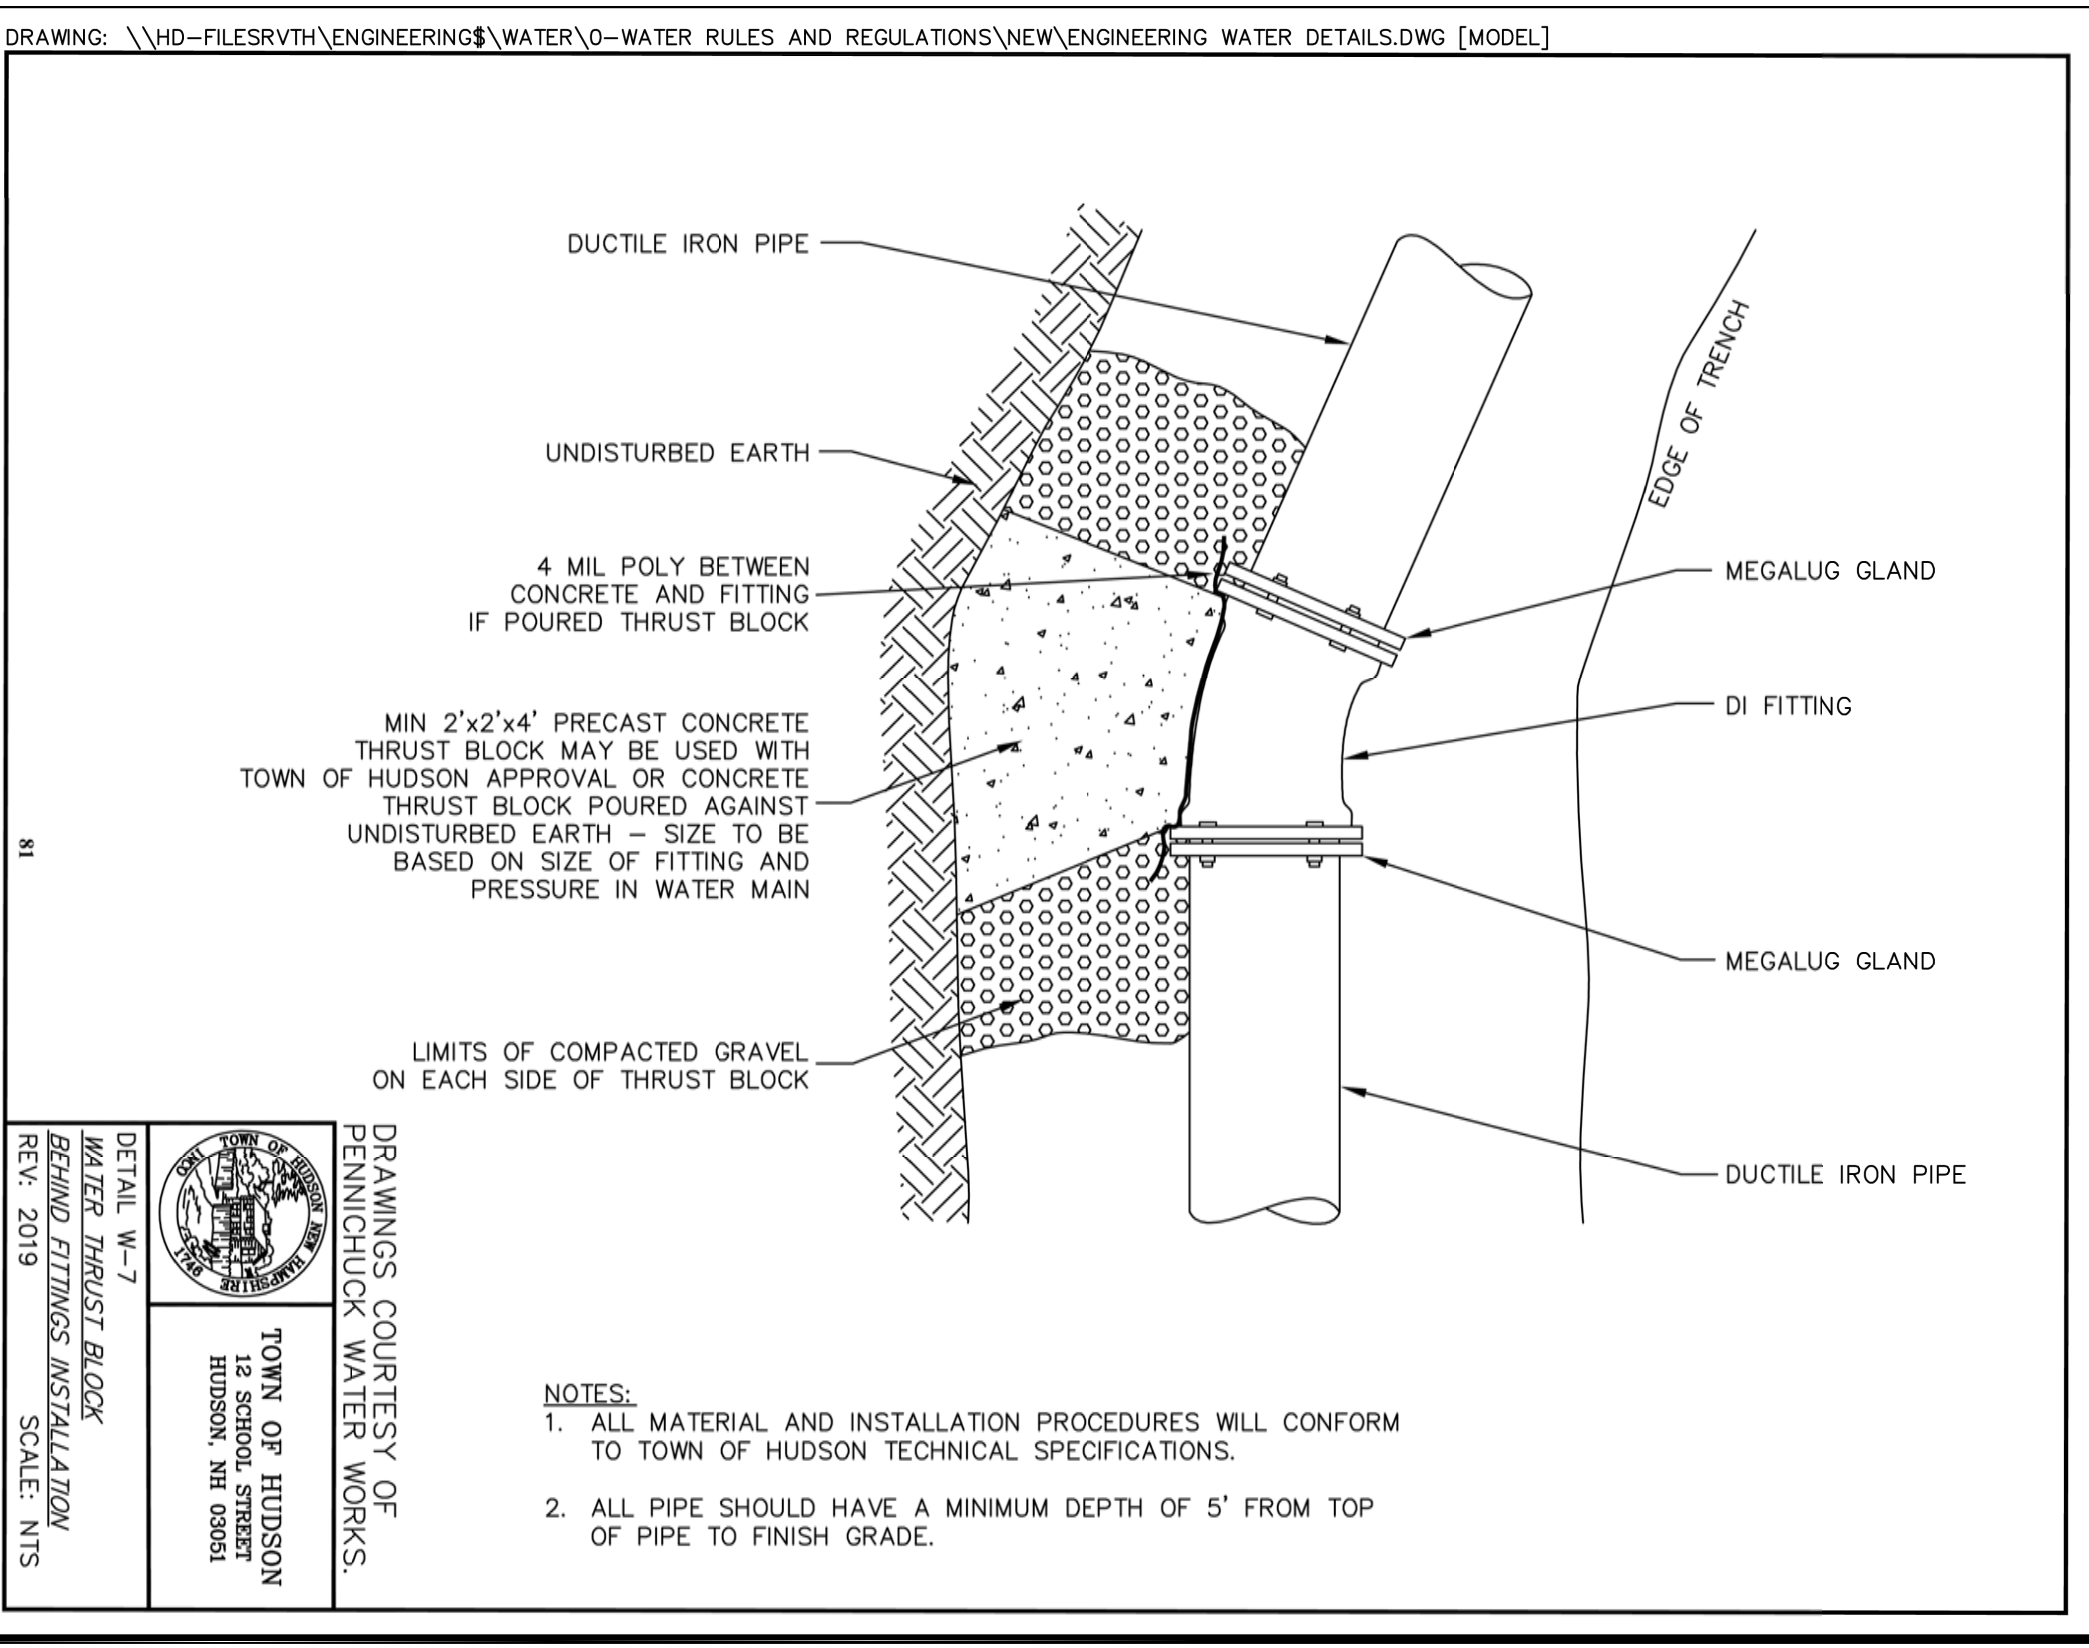 DRAWING: \\HD-FILESRVTH\ENGINEERING$\WATER\0-WATER RULES AND REGULATIONS\NEW\ENGINEERING WATER DETAILS.DWG [MODEL]
DUCTILE IRON PIPE
UNDISTURBED EARTH
4 MIL POLY BETWEEN
CONCRETE AND FITTING
IF POURED THRUST BLOCK
MIN 2'x2'x4' PRECAST CONCRETE
THRUST BLOCK MAY BE USED WITH
TOWN OF HUDSON APPROVAL OR CONCRETE
THRUST BLOCK POURED AGAINST
UNDISTURBED EARTH – SIZE TO BE
BASED ON SIZE OF FITTING AND
PRESSURE IN WATER MAIN
LIMITS OF COMPACTED GRAVEL
ON EACH SIDE OF THRUST BLOCK
EDGE OF TRENCH
MEGALUG GLAND
DI FITTING
MEGALUG GLAND
DUCTILE IRON PIPE
NOTES:
1. ALL MATERIAL AND INSTALLATION PROCEDURES WILL CONFORM
TO TOWN OF HUDSON TECHNICAL SPECIFICATIONS.
2. ALL PIPE SHOULD HAVE A MINIMUM DEPTH OF 5' FROM TOP
OF PIPE TO FINISH GRADE.
DRAWINGS COURTESY OF
PENNICHUCK WATER WORKS.
TOWN OF HUDSON NEW HAMPSHIRE
1746
INCO
TOWN OF HUDSON
12 SCHOOL STREET
HUDSON, NH 03051
DETAIL W-7
WATER THRUST BLOCK
BEHIND FITTINGS INSTALLATION
REV: 2019 SCALE: NTS
81